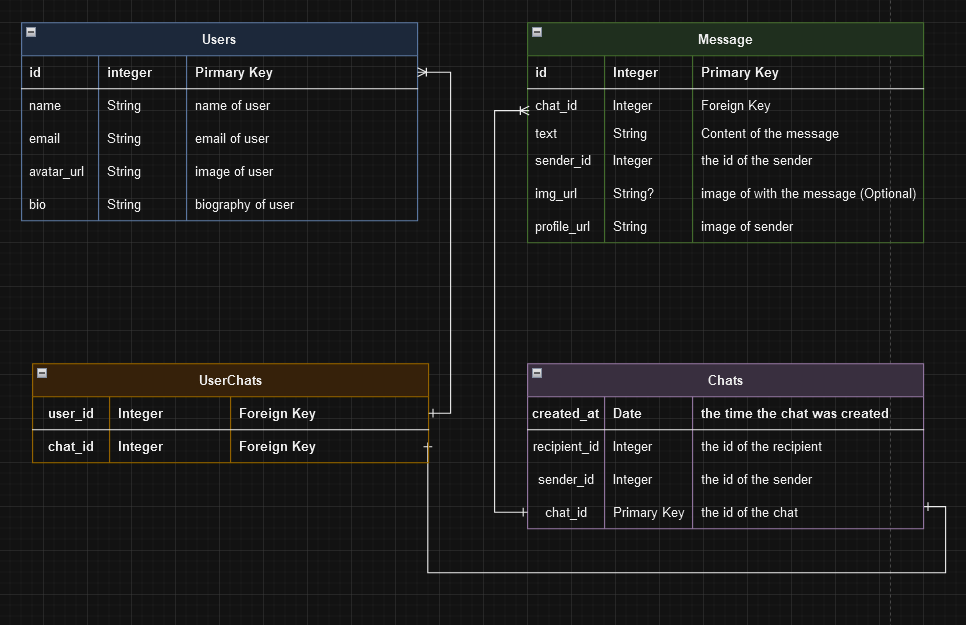 Users
id integer Pirmary Key
name String name of user
email String email of user
avatar_url String image of user
bio String biography of user
Message
id Integer Primary Key
chat_id Integer Foreign Key
text String Content of the message
sender_id Integer the id of the sender
img_url String? image of with the message (Optional)
profile_url String image of sender
UserChats
user_id Integer Foreign Key
chat_id Integer Foreign Key
Chats
created_at Date the time the chat was created
recipient_id Integer the id of the recipient
sender_id Integer the id of the sender
chat_id Primary Key the id of the chat